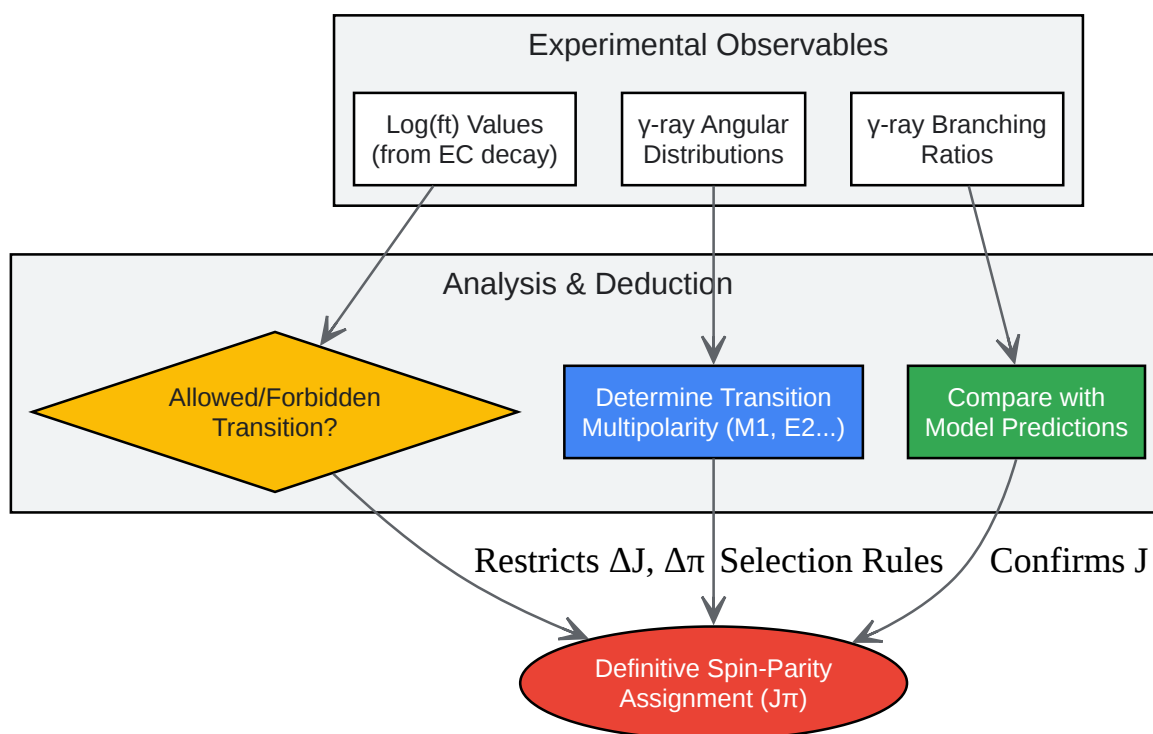 Experimental Observables
Log(ft) Values
(from EC decay)
γ-ray Angular
Distributions
γ-ray Branching
Ratios
Analysis & Deduction
Allowed/Forbidden
Transition?
Determine Transition
Multipolarity (M1, E2...)
Compare with
Model Predictions
Restricts ΔJ, Δπ
Selection Rules
Confirms J
Definitive Spin-Parity
Assignment (Jπ)